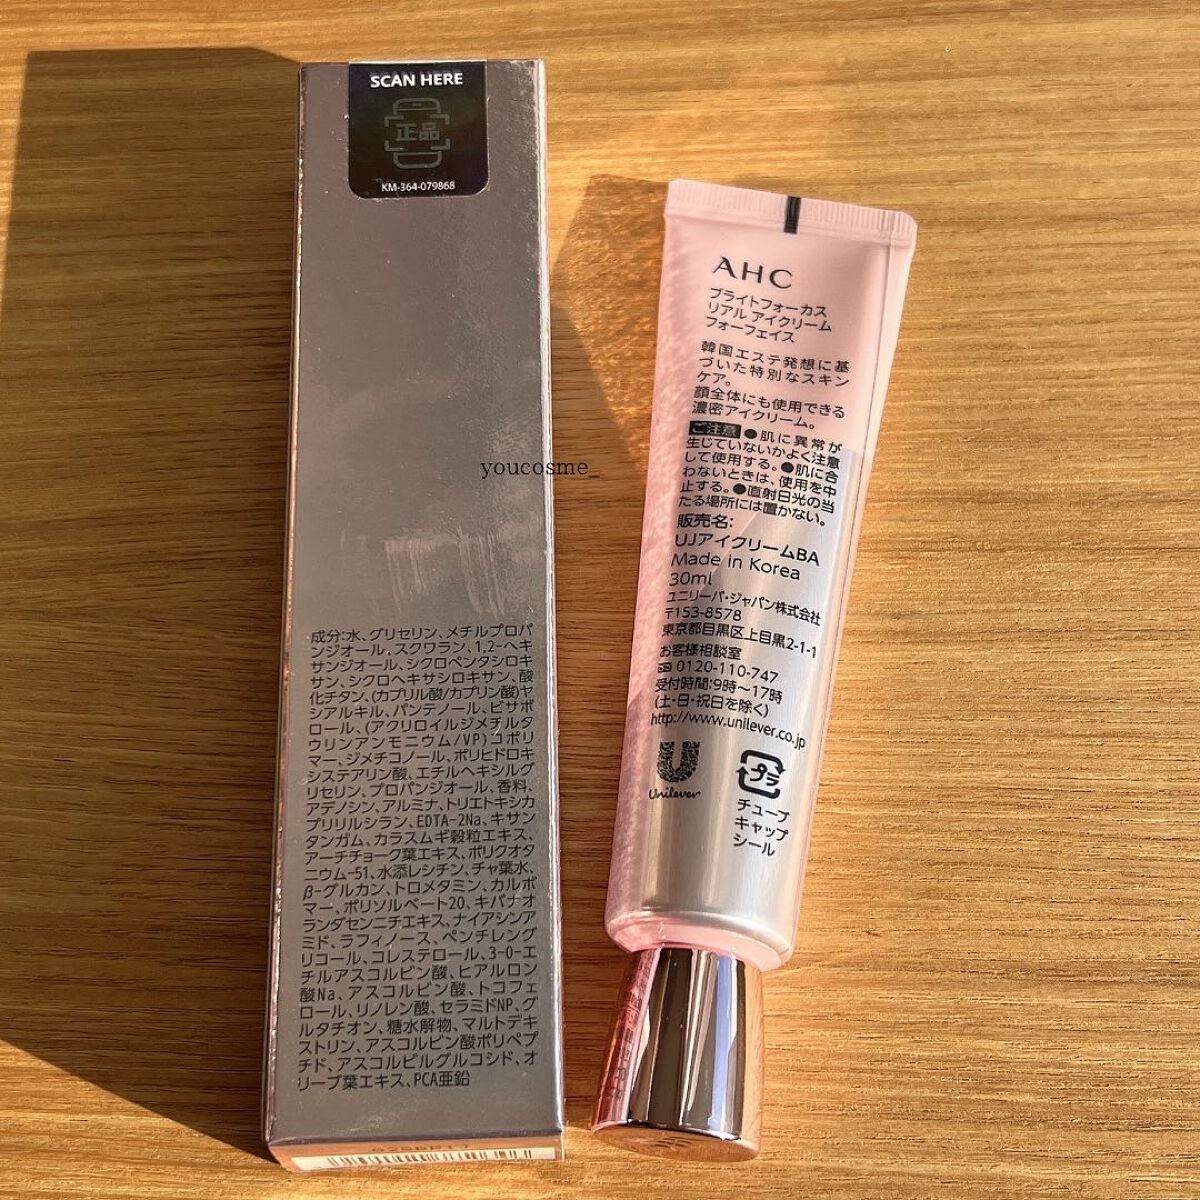 SCAN HERE
正品
KM-364-079868
成分:水、グリセリン、メチルプロパ
ンジオール、スクワラン、1,2-ヘキ
サンジオール、シクロペンタシロキ
サン、シクロヘキサシロキサン、酸
化チタン、(カプリル酸/カプリン酸)ヤ
シアルキル、パンテノール、ビサボ
ロール、(アクリロイルジメチルタ
ウリンアンモニウム/VP)コポリ
マー、ジメチコノール、ポリヒドロキ
システアリン酸、エチルヘキシルグ
リセリン、プロパンジオール、香料、
アデノシン、アルミナ、トリエトキシカ
プリリルシラン、EDTA-2Na、キサン
タンガム、カラスムギ穀粒エキス、
アーチチョーク葉エキス、ポリクオタ
ニウム-51、水添レシチン、チャ葉水、
β-グルカン、トロメタミン、カルボ
マー、ポリソルベート20、キバナオ
ランダセンニチエキス、ナイアシンア
ミド、ラフィノース、ペンチレング
リコール、コレステロール、3-O-エ
チルアスコルビン酸、ヒアルロン
酸Na、アスコルビン酸、トコフェ
ロール、リノレン酸、セラミドNP、グ
ルタチオン、糖水解物、マルトデキ
ストリン、アスコルビン酸ポリペプ
チド、アスコルビルグルコシド、オ
リーブ葉エキス、PCA亜鉛
youcosme_
AHC
ブライトフォーカス
リアル アイクリーム
フォーフェイス
韓国エステ発想に基
づいた特別なスキン
ケア。
顔全体にも使用できる
濃密アイクリーム。
ご注意 ●肌に異常が
生じていないかよく注意
して使用する。●肌に合
わないときは、使用を中
止する。●直射日光の当
たる場所には置かない。
販売名:
UJアイクリームBA
Made in Korea
30ml
ユニリーバ・ジャパン株式会社
〒153-8578
東京都目黒区上目黒2-1-1
お客様相談室
0120-110-747
受付時間:9時～17時
(土・日・祝日を除く)
http://www.unilever.co.jp
Unilever
プラ
チューブ
キャップ
シール